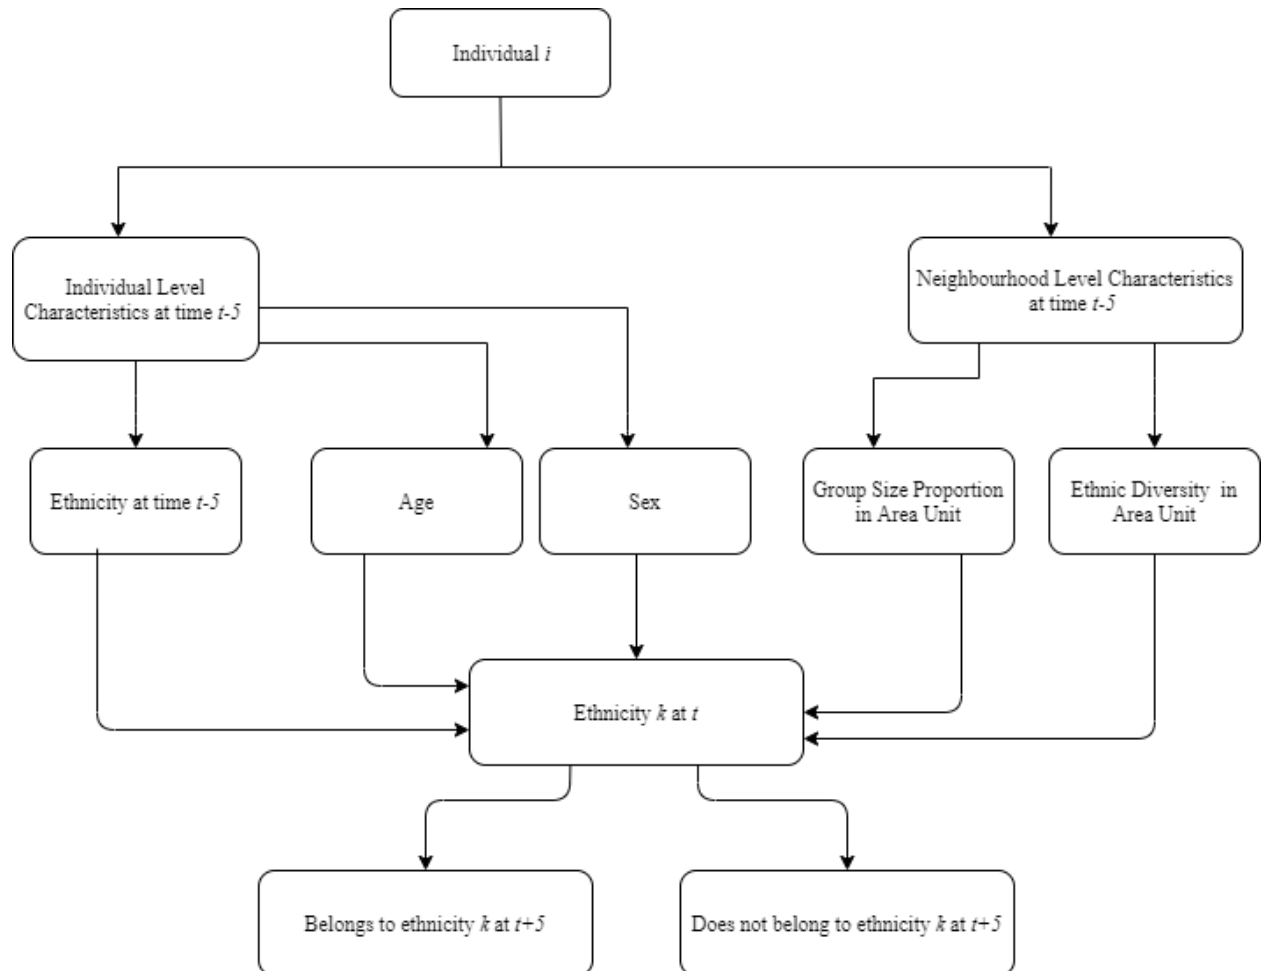 Individual i
Individual Level
Characteristics at time t-5
Neighbourhood Level Characteristics
at time t-5
Ethnicity at time t-5
Age
Sex
Group Size Proportion
in Area Unit
Ethnic Diversity in
Area Unit
Ethnicity k at t
Belongs to ethnicity k at t+5
Does not belong to ethnicity k at t+5